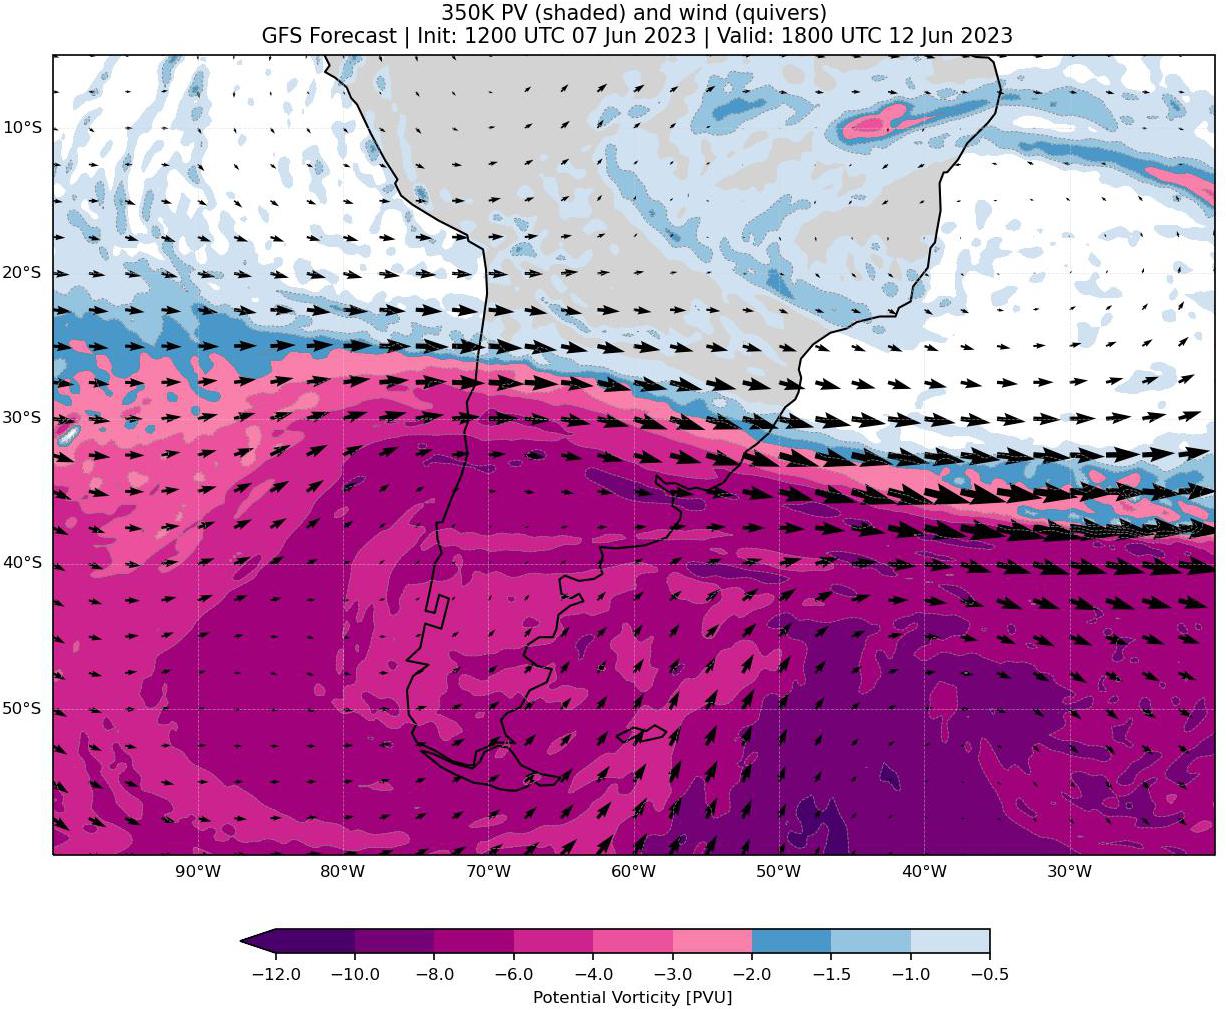 350K PV (shaded) and wind (quivers)
GFS Forecast | Init: 1200 UTC 07 Jun 2023 | Valid: 1800 UTC 12 Jun 2023
10°S
20°S
30°S
40°S
50°S
90°W 80°W 70°W 60°W 50°W 40°W 30°W
−12.0 −10.0 −8.0 −6.0 −4.0 −3.0 −2.0 −1.5 −1.0 −0.5
Potential Vorticity [PVU]